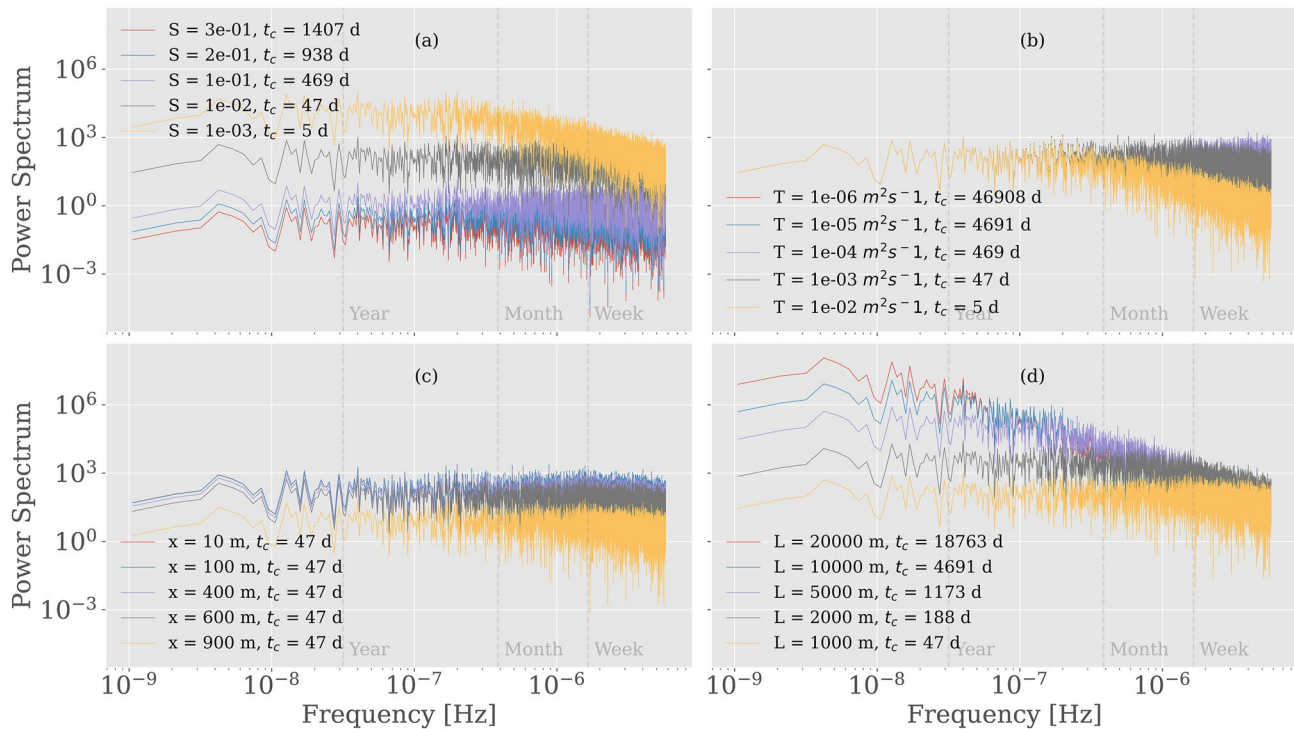 (a)
S = 3e-01, t_c = 1407 d
S = 2e-01, t_c = 938 d
S = 1e-01, t_c = 469 d
S = 1e-02, t_c = 47 d
S = 1e-03, t_c = 5 d
Power Spectrum
10^6
10^3
10^0
10^−3
Year
Month
Week
(b)
T = 1e-06 m^2s^−1, t_c = 46908 d
T = 1e-05 m^2s^−1, t_c = 4691 d
T = 1e-04 m^2s^−1, t_c = 469 d
T = 1e-03 m^2s^−1, t_c = 47 d
T = 1e-02 m^2s^−1, t_c = 5 d
Year
Month
Week
(c)
Power Spectrum
10^6
10^3
10^0
10^−3
x = 10 m, t_c = 47 d
x = 100 m, t_c = 47 d
x = 400 m, t_c = 47 d
x = 600 m, t_c = 47 d
x = 900 m, t_c = 47 d
Year
Month
Week
10^−9
10^−8
10^−7
10^−6
Frequency [Hz]
(d)
L = 20000 m, t_c = 18763 d
L = 10000 m, t_c = 4691 d
L = 5000 m, t_c = 1173 d
L = 2000 m, t_c = 188 d
L = 1000 m, t_c = 47 d
Year
Month
Week
10^−9
10^−8
10^−7
10^−6
Frequency [Hz]